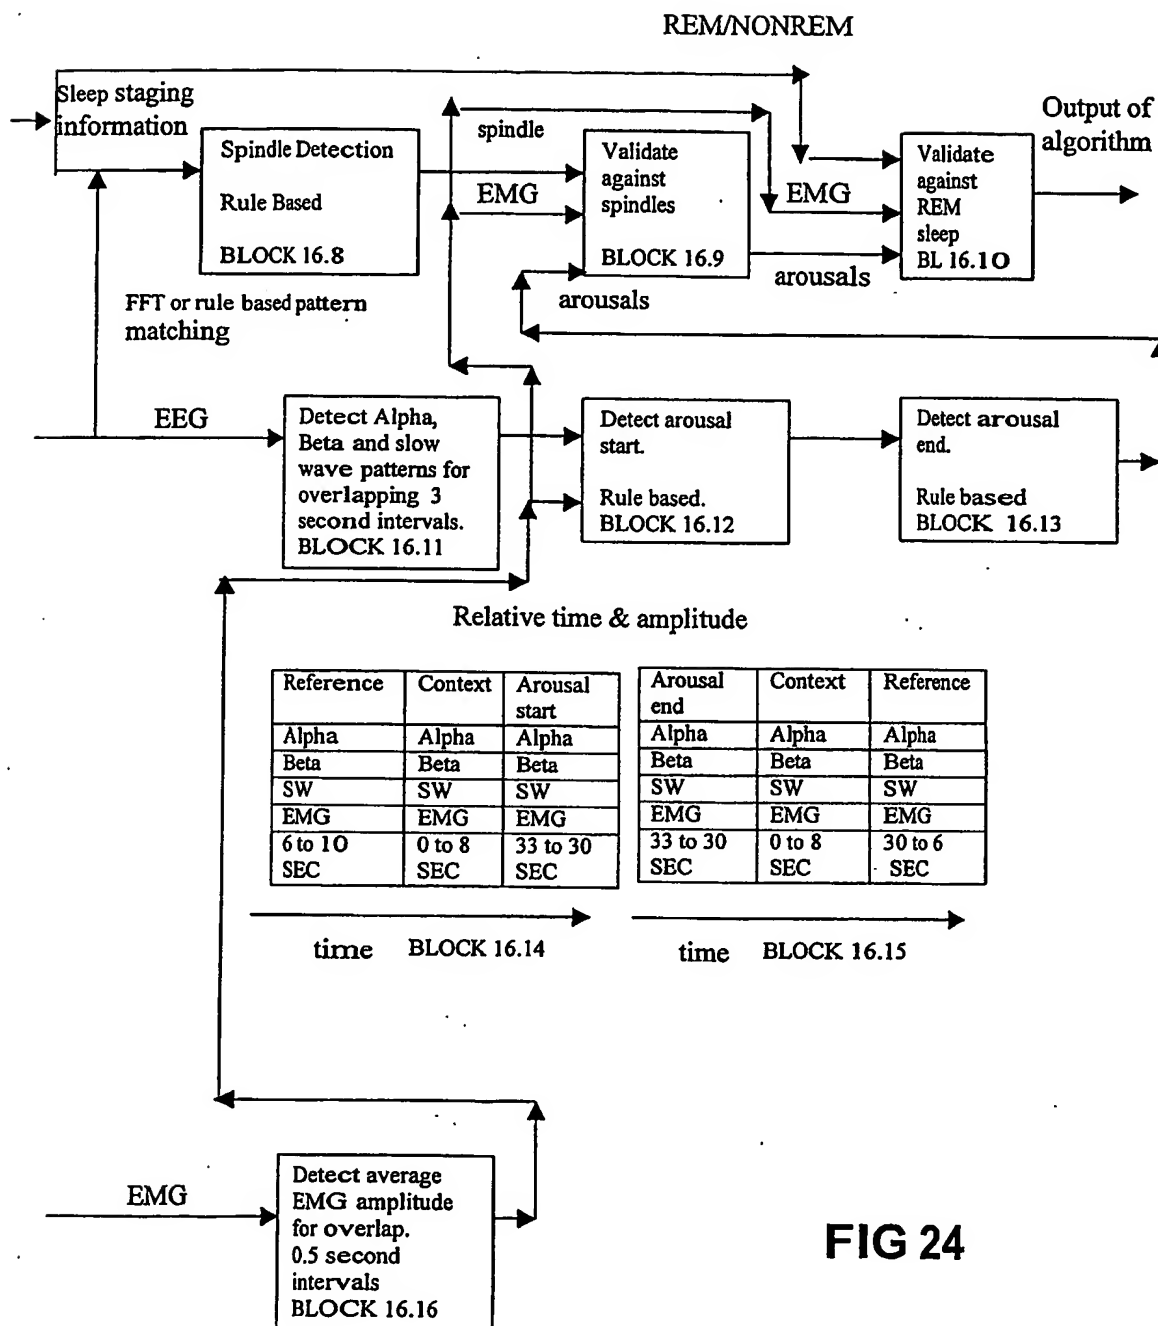 REM/NONREM
Sleep staging
information
Output of
algorithm
Spindle Detection
Rule Based
BLOCK 16.8
spindle
EMG
Validate
against
spindles
BLOCK 16.9
EMG
Validate
against
REM
sleep
BL 16.10
arousals
arousals
FFT or rule based pattern
matching
EEG
Detect Alpha,
Beta and slow
wave patterns for
overlapping 3
second intervals.
BLOCK 16.11
Detect arousal
start.
Rule based.
BLOCK 16.12
Detect arousal
end.
Rule based
BLOCK 16.13
Relative time & amplitude
Reference Context Arousal
start
Alpha Alpha Alpha
Beta Beta Beta
SW SW SW
EMG EMG EMG
6 to 10 0 to 8 33 to 30
SEC SEC SEC
time BLOCK 16.14
Arousal Context Reference
end
Alpha Alpha Alpha
Beta Beta Beta
SW SW SW
EMG EMG EMG
33 to 30 0 to 8 30 to 6
SEC SEC SEC
time BLOCK 16.15
EMG
Detect average
EMG amplitude
for overlap.
0.5 second
intervals
BLOCK 16.16
FIG 24